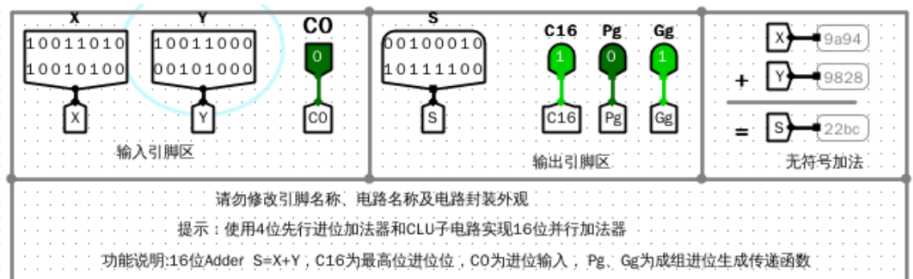 X Y C0 S C16 Pg Gg
10011010 10011000 0 00100010 1 0 1 X 9a94
10010100 00101000 10111100 + Y 9828
X Y C0 S C16 Pg Gg = S 22bc
输入引脚区 输出引脚区 无符号加法
请勿修改引脚名称、电路名称及电路封装外观
提示：使用4位先行进位加法器和CLU子电路实现16位并行加法器
功能说明:16位Adder S=X+Y，C16为最高位进位位，C0为进位输入， Pg、Gg为成组进位生成传递函数